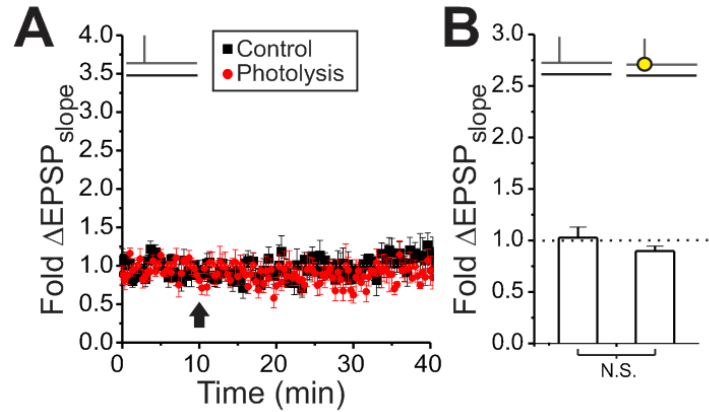 A
Fold ΔEPSPslope
4.0
3.5
3.0
2.5
2.0
1.5
1.0
0.5
0.0
Control
Photolysis
0 10 20 30 40
Time (min)
B
Fold ΔEPSPslope
3.0
2.5
2.0
1.5
1.0
0.5
0.0
N.S.